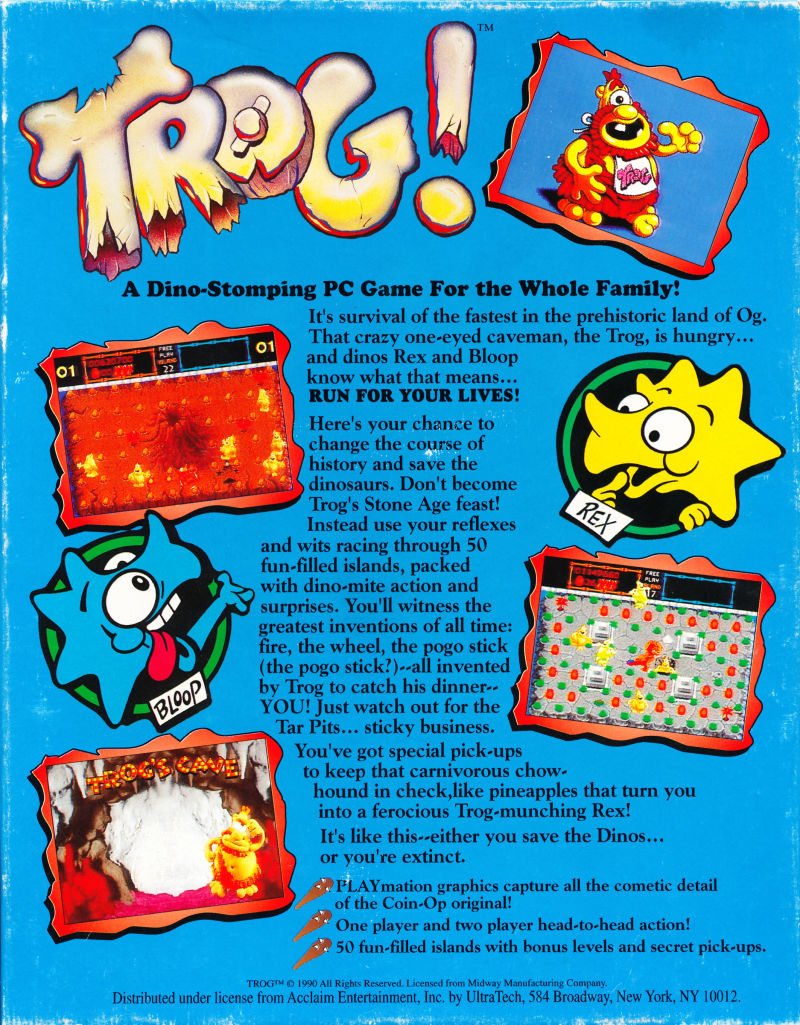 TROG! ™
TROG
A Dino-Stomping PC Game For the Whole Family!
It's survival of the fastest in the prehistoric land of Og.
That crazy one-eyed caveman, the Trog, is hungry...
and dinos Rex and Bloop
know what that means...
RUN FOR YOUR LIVES!
01
FREE
PLAY
22
01
Here's your chance to
change the course of
history and save the
dinosaurs. Don't become
Trog's Stone Age feast!
Instead use your reflexes
and wits racing through 50
fun-filled islands, packed
with dino-mite action and
surprises. You'll witness the
greatest inventions of all time:
fire, the wheel, the pogo stick
(the pogo stick?)--all invented
by Trog to catch his dinner--
YOU! Just watch out for the
Tar Pits... sticky business.
REX
BLOOP
FREE
PLAY
17
You've got special pick-ups
to keep that carnivorous chow-
hound in check,like pineapples that turn you
into a ferocious Trog-munching Rex!
It's like this--either you save the Dinos...
or you're extinct.
TROG'S CAVE
PLAYmation graphics capture all the cometic detail
of the Coin-Op original!
One player and two player head-to-head action!
50 fun-filled islands with bonus levels and secret pick-ups.
TROG™ © 1990 All Rights Reserved. Licensed from Midway Manufacturing Company.
Distributed under license from Acclaim Entertainment, Inc. by UltraTech, 584 Broadway, New York, NY 10012.